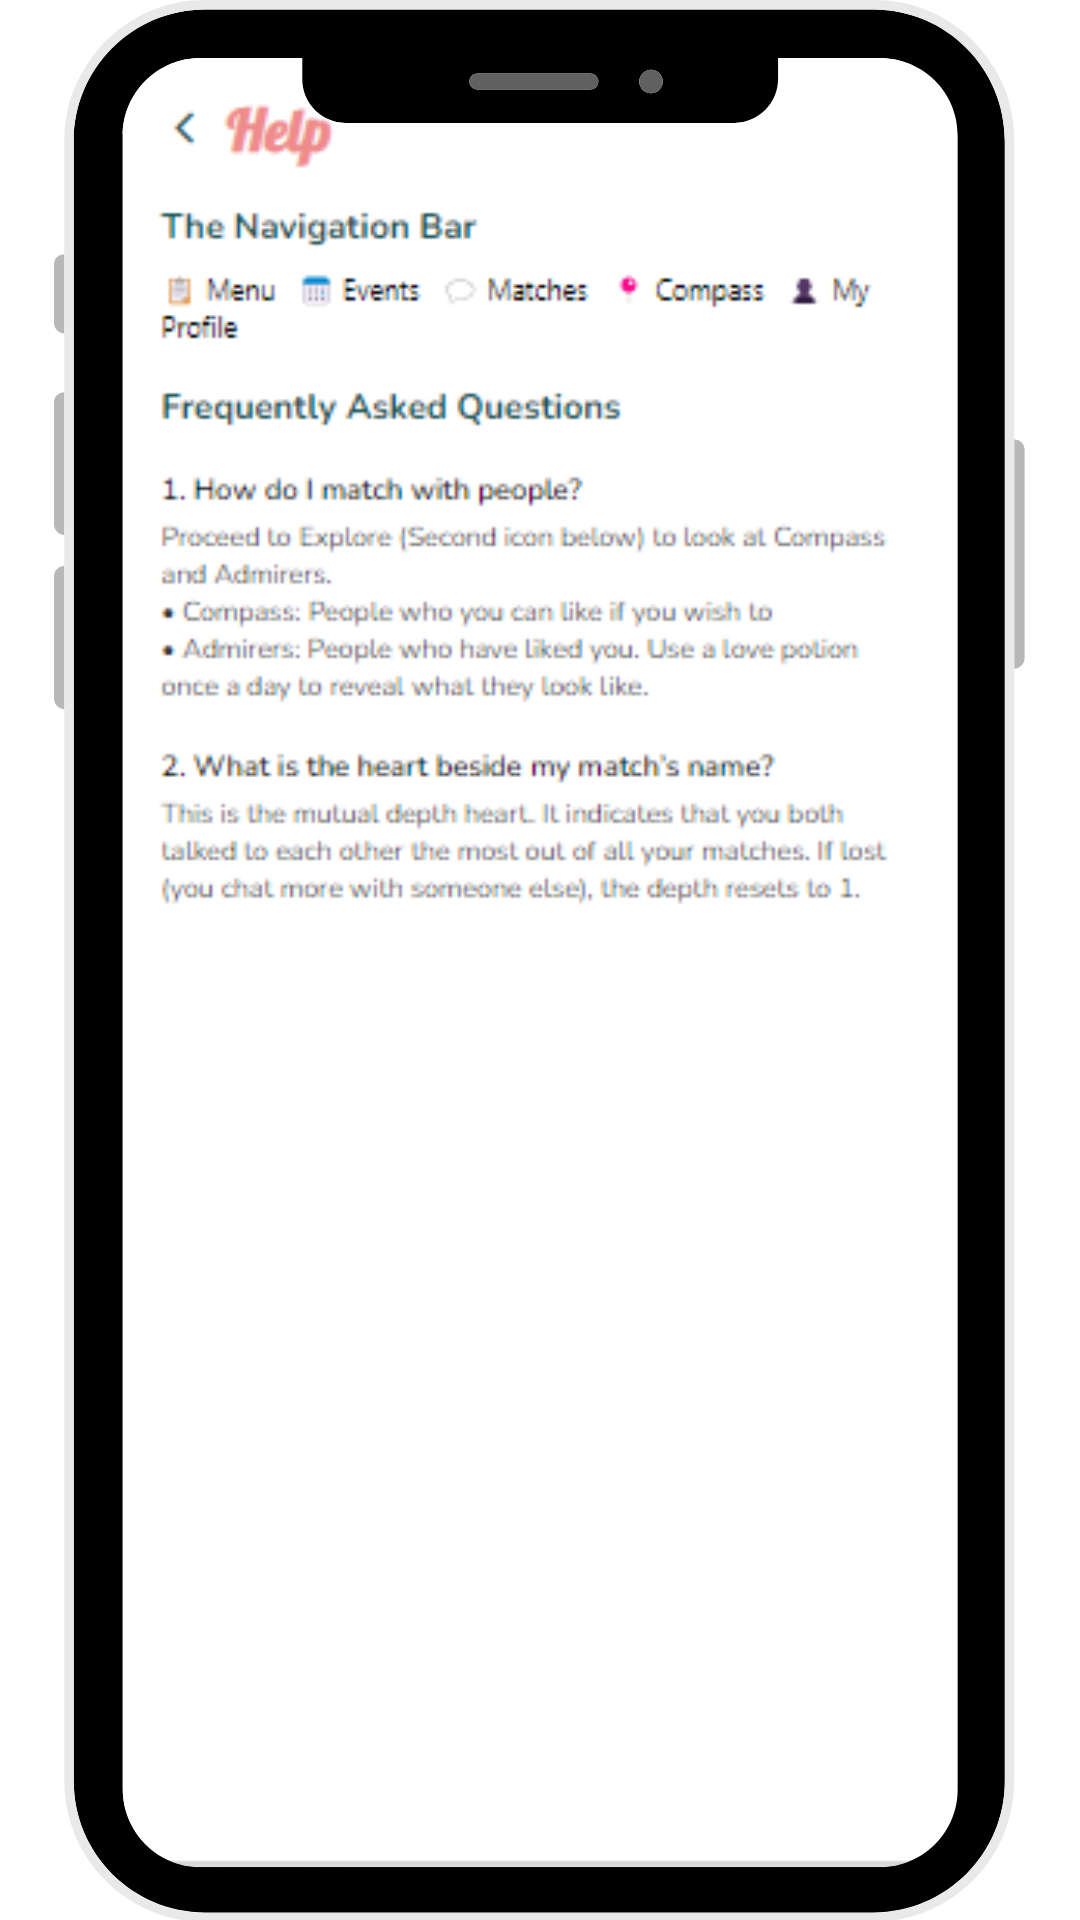 Help
The Navigation Bar
📋 Menu 📅 Events 💬 Matches 📍 Compass 👤 My
Profile
Frequently Asked Questions
1. How do I match with people?
Proceed to Explore (Second icon below) to look at Compass
and Admirers.
• Compass: People who you can like if you wish to
• Admirers: People who have liked you. Use a love potion
once a day to reveal what they look like.
2. What is the heart beside my match's name?
This is the mutual depth heart. It indicates that you both
talked to each other the most out of all your matches. If lost
(you chat more with someone else), the depth resets to 1.